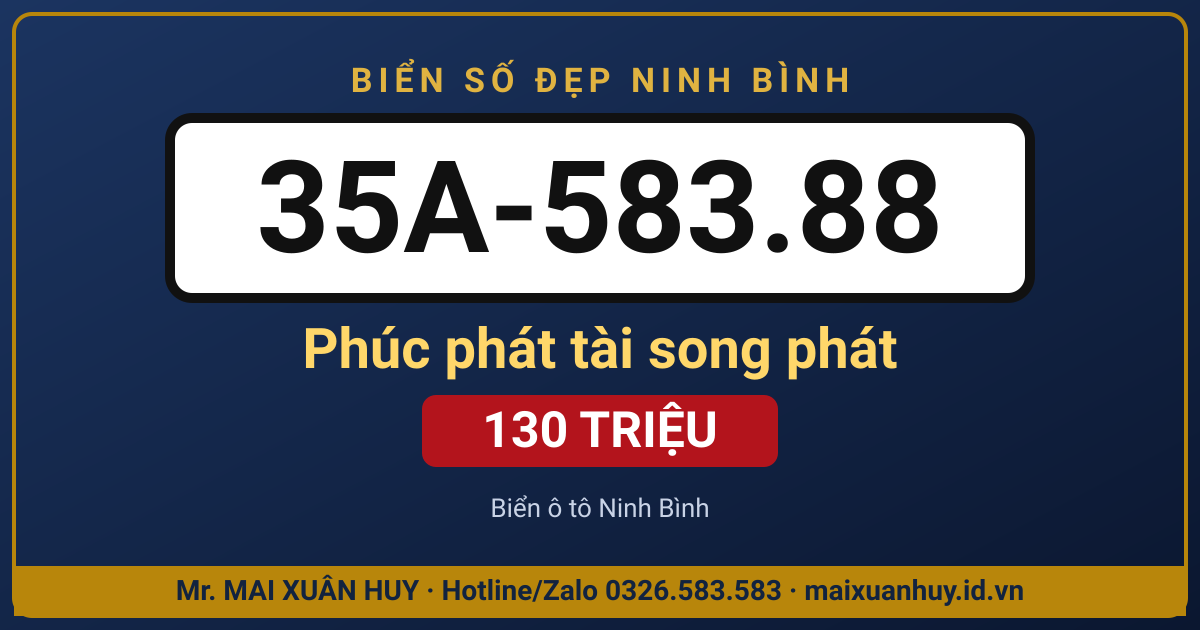 BIỂN SỐ ĐẸP NINH BÌNH
35A-583.88
Phúc phát tài song phát
130 TRIỆU
Biển ô tô Ninh Bình
Mr. MAI XUÂN HUY · Hotline/Zalo 0326.583.583 · maixuanhuy.id.vn